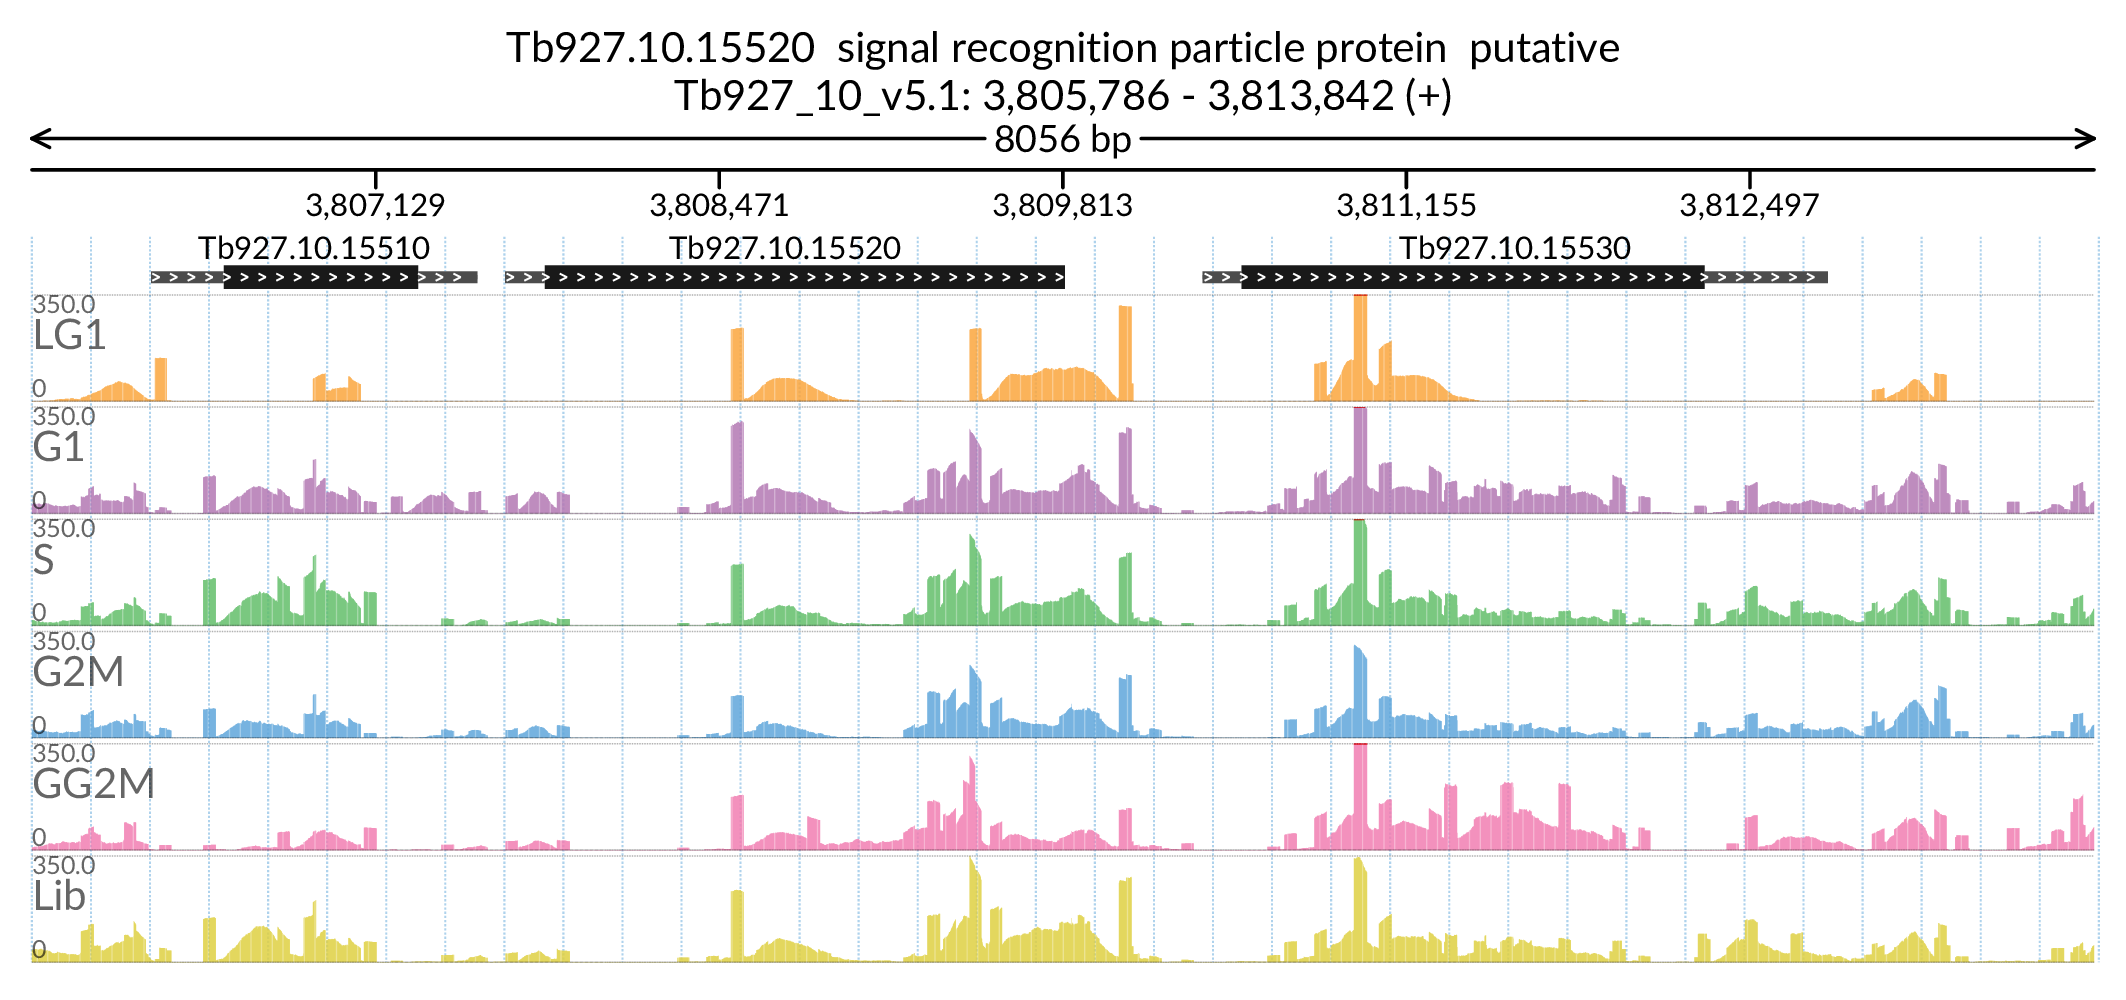 Tb927.10.15520  signal recognition particle protein  putative
Tb927_10_v5.1: 3,805,786 - 3,813,842 (+)
8056 bp
3,807,129 3,808,471 3,809,813 3,811,155 3,812,497
Tb927.10.15510 Tb927.10.15520 Tb927.10.15530
350.0
LG1
0
350.0
G1
0
350.0
S
0
350.0
G2M
0
350.0
GG2M
0
350.0
Lib
0